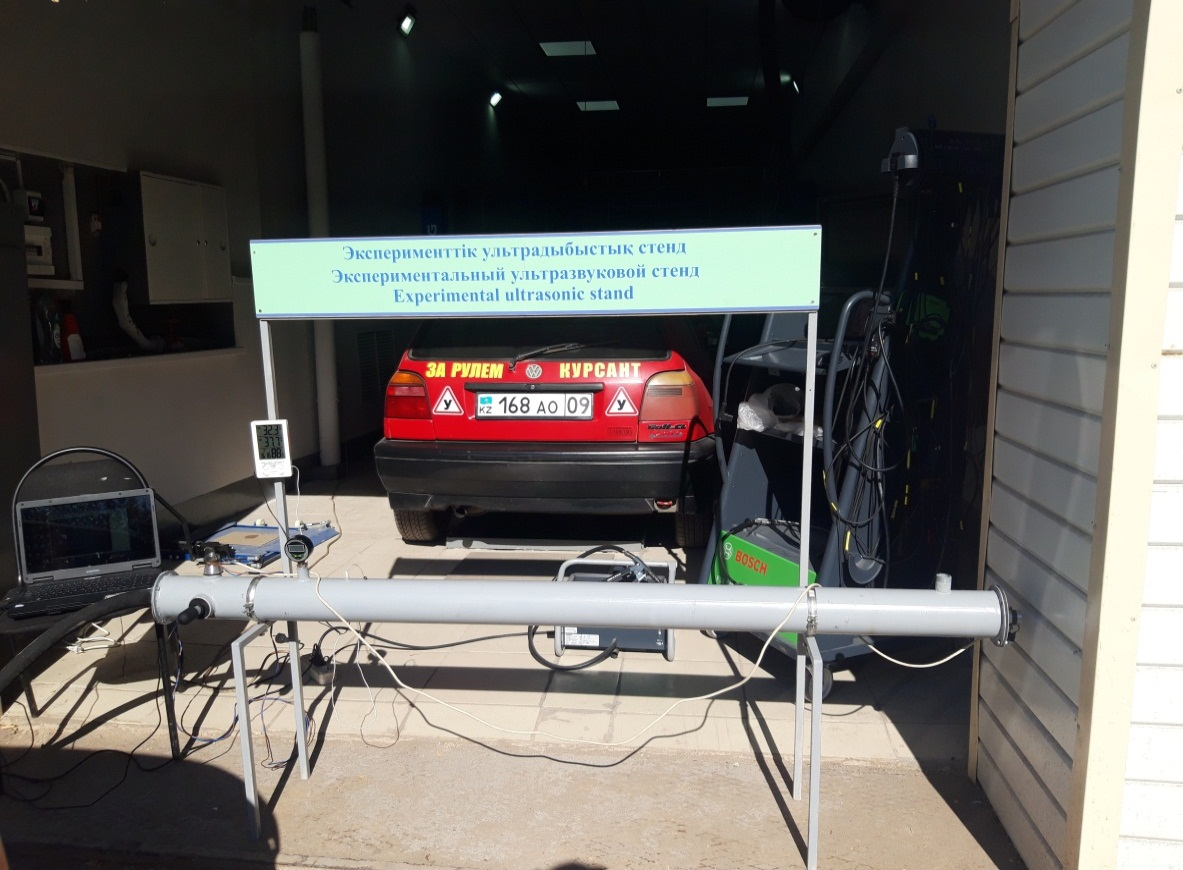 Эксперименттік ультрадыбыстық стенд
Экспериментальный ультразвуковой стенд
Experimental ultrasonic stand
ЗА РУЛЕМ КУРСАНТ
У KZ 168 AO 09 У
BOSCH